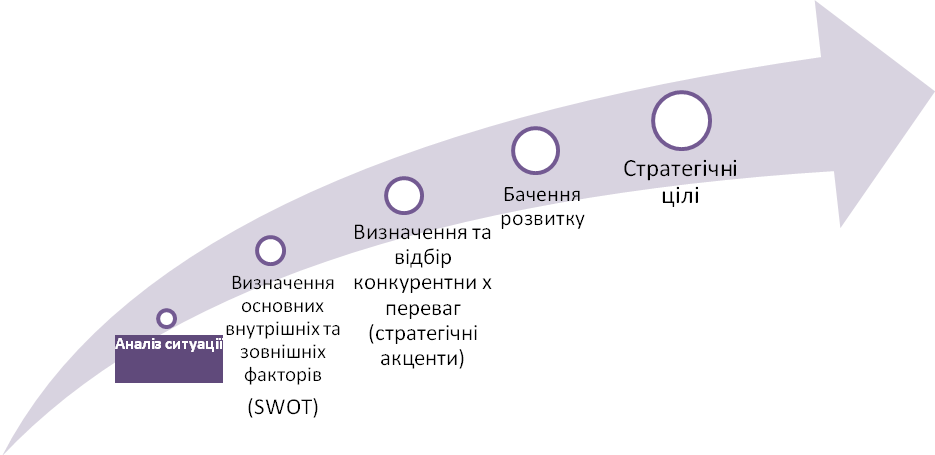 Аналіз ситуації
Визначення
основних
внутрішніх та
зовнішніх
факторів
(SWOT)
Визначення та
відбір
конкурентни х
переваг
(стратегічні
акценти)
Бачення
розвитку
Стратегічні
цілі